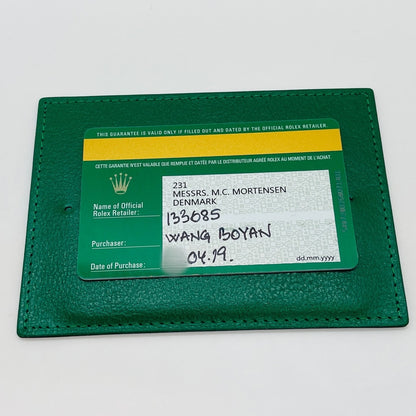 THIS GUARANTEE IS VALID ONLY IF FILLED OUT AND DATED BY THE OFFICIAL ROLEX RETAILER.
CETTE GARANTIE N'EST VALABLE QUE REMPLIE ET DATÉE PAR LE DISTRIBUTEUR AGRÉÉ ROLEX AU MOMENT DE L'ACHAT.
231
MESSRS. M.C. MORTENSEN
DENMARK
Name of Official
Rolex Retailer:
133685
Purchaser:
WANG BOYAN
Date of Purchase:
04.19.
dd.mm.yyyy